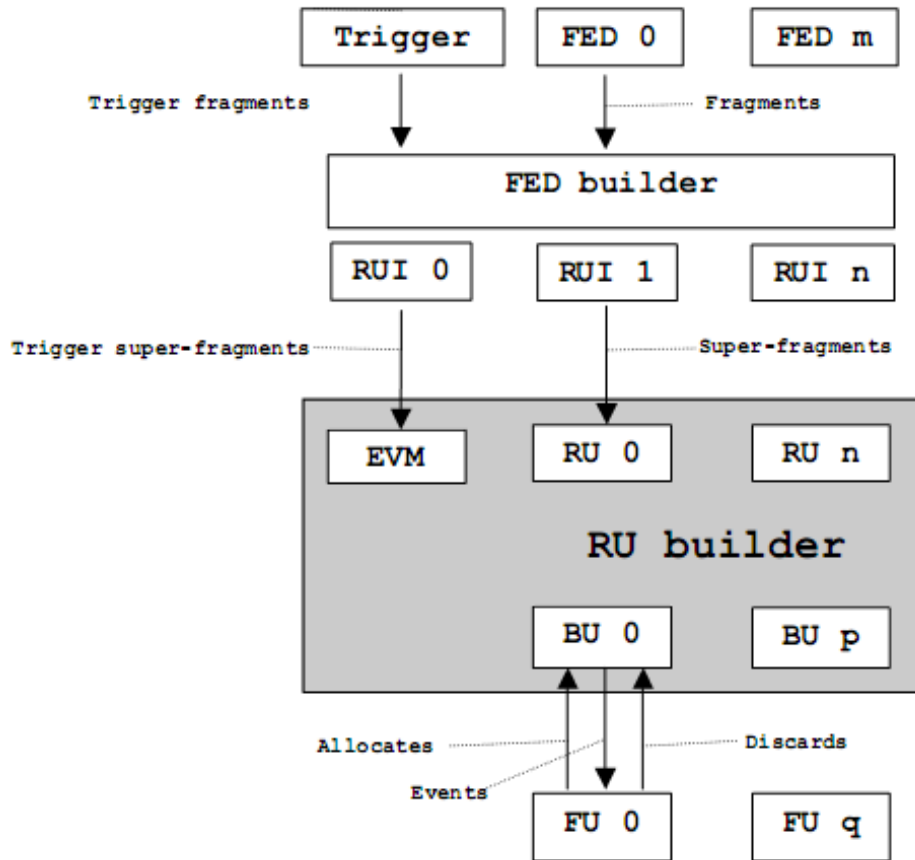 Trigger FED 0 FED m
Trigger fragments Fragments
FED builder
RUI 0 RUI 1 RUI n
Trigger super-fragments Super-fragments
EVM RU 0 RU n
RU builder
BU 0 BU p
Allocates Discards
Events
FU 0 FU q